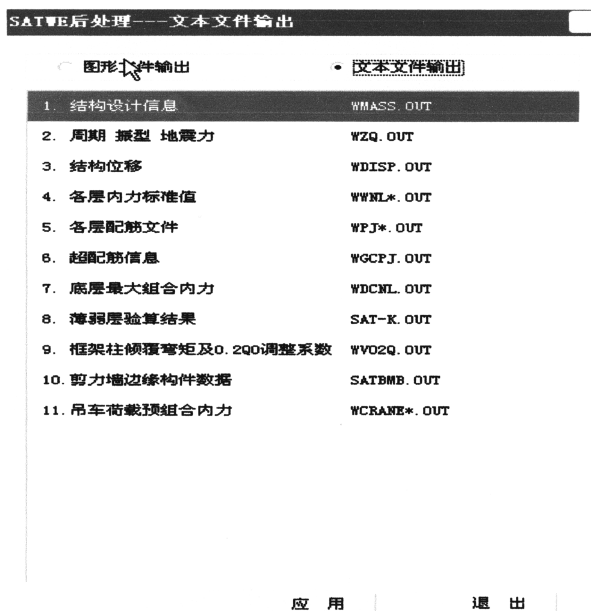 SATWE后处理---文本文件输出
图形文件输出 文本文件输出
1. 结构设计信息 WMASS.OUT
2. 周期 振型 地震力 WZQ.OUT
3. 结构位移 WDISP.OUT
4. 各层内力标准值 WWNL*.OUT
5. 各层配筋文件 WPJ*.OUT
6. 超配筋信息 WGCPJ.OUT
7. 底层最大组合内力 WDCNL.OUT
8. 薄弱层验算结果 SAT-K.OUT
9. 框架柱倾覆弯矩及0.2Q0调整系数 WV02Q.OUT
10. 剪力墙边缘构件数据 SATBMB.OUT
11. 吊车荷载预组合内力 WCRANE*.OUT
应 用 退 出